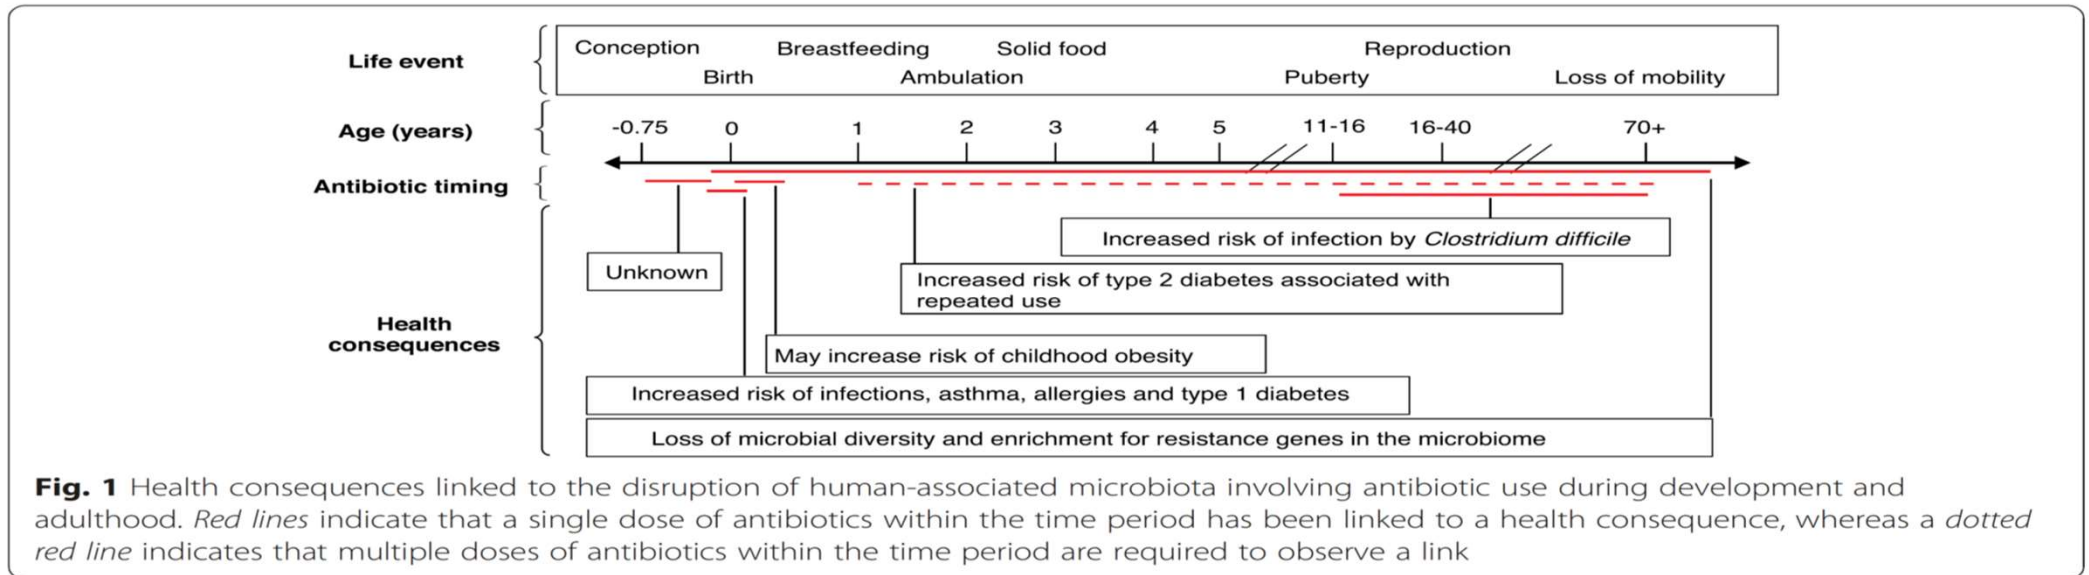 Life event
Conception Breastfeeding Solid food Reproduction
Birth Ambulation Puberty Loss of mobility
Age (years) -0.75 0 1 2 3 4 5 11-16 16-40 70+
Antibiotic timing
Increased risk of infection by Clostridium difficile
Unknown
Increased risk of type 2 diabetes associated with
repeated use
Health
consequences
May increase risk of childhood obesity
Increased risk of infections, asthma, allergies and type 1 diabetes
Loss of microbial diversity and enrichment for resistance genes in the microbiome
Fig. 1 Health consequences linked to the disruption of human-associated microbiota involving antibiotic use during development and
adulthood. Red lines indicate that a single dose of antibiotics within the time period has been linked to a health consequence, whereas a dotted
red line indicates that multiple doses of antibiotics within the time period are required to observe a link